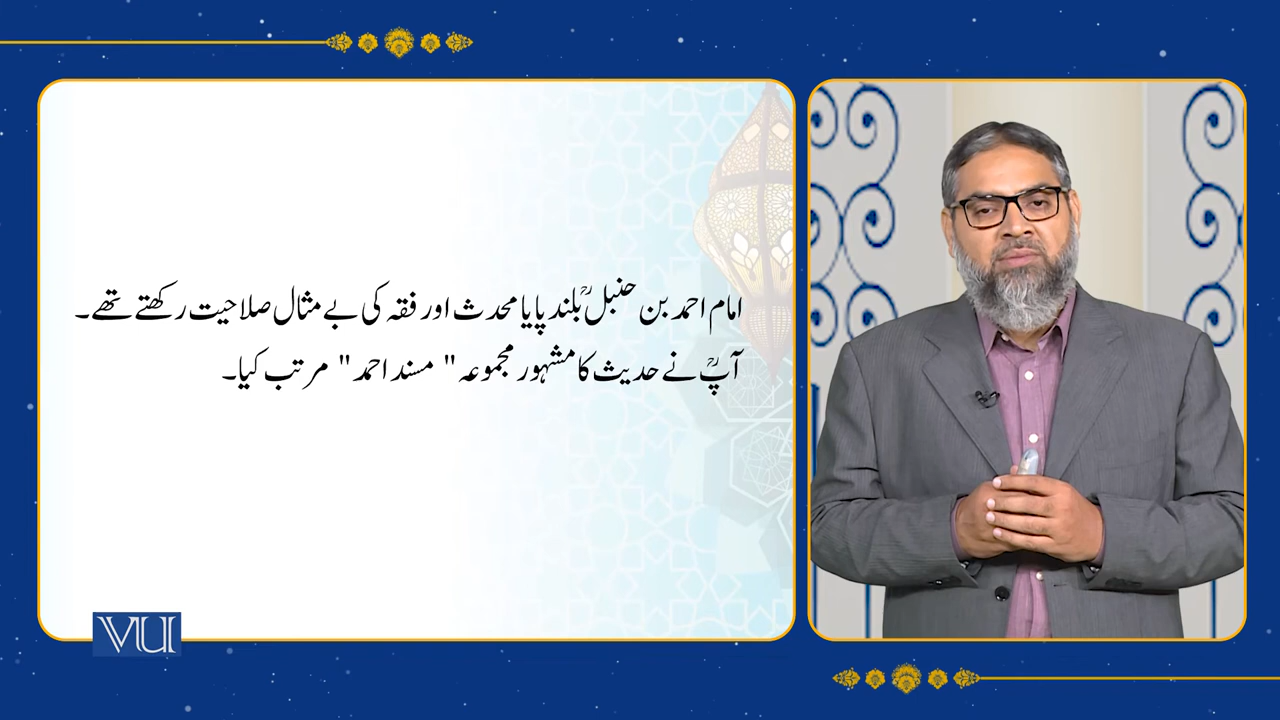 امام احمد بن حنبلؒ بلند پایا محدث اور فقہ کی بے مثال صلاحیت رکھتے تھے۔
آپؒ نے حدیث کا مشہور مجموعہ " مسند احمد " مرتب کیا۔
VU